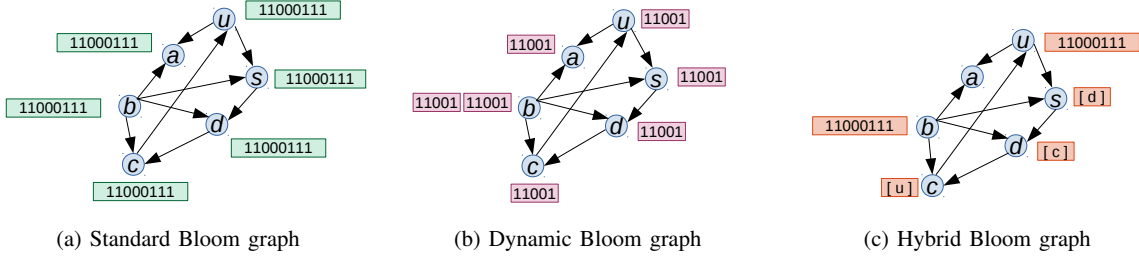 u 11000111
11000111 a
s 11000111
11000111 b
d
11000111
c
11000111
(a) Standard Bloom graph
u 11001
11001 a
s 11001
11001 11001 b
d 11001
c
11001
(b) Dynamic Bloom graph
u 11000111
a
s [ d ]
11000111 b
d [ c ]
[ u ] c
(c) Hybrid Bloom graph